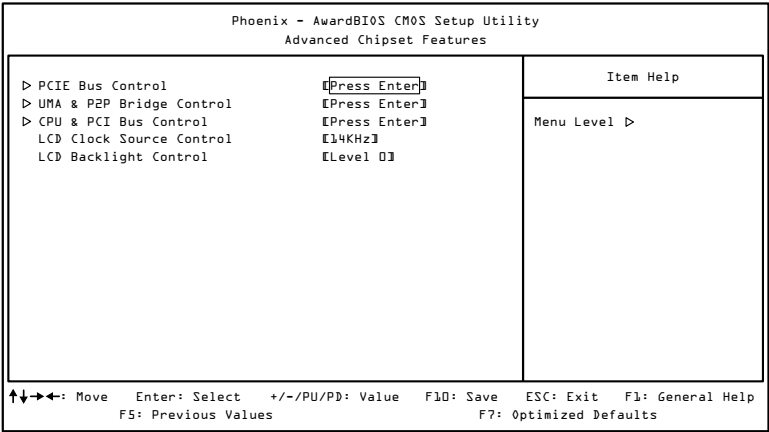 Phoenix - AwardBIOS CMOS Setup Utility
Advanced Chipset Features
▷ PCIE Bus Control [Press Enter]
▷ UMA & P2P Bridge Control [Press Enter]
▷ CPU & PCI Bus Control [Press Enter]
LCD Clock Source Control [14KHz]
LCD Backlight Control [Level 0]
Item Help
Menu Level ▷
↑↓→←: Move Enter: Select +/-/PU/PD: Value F10: Save ESC: Exit F1: General Help
F5: Previous Values F7: Optimized Defaults